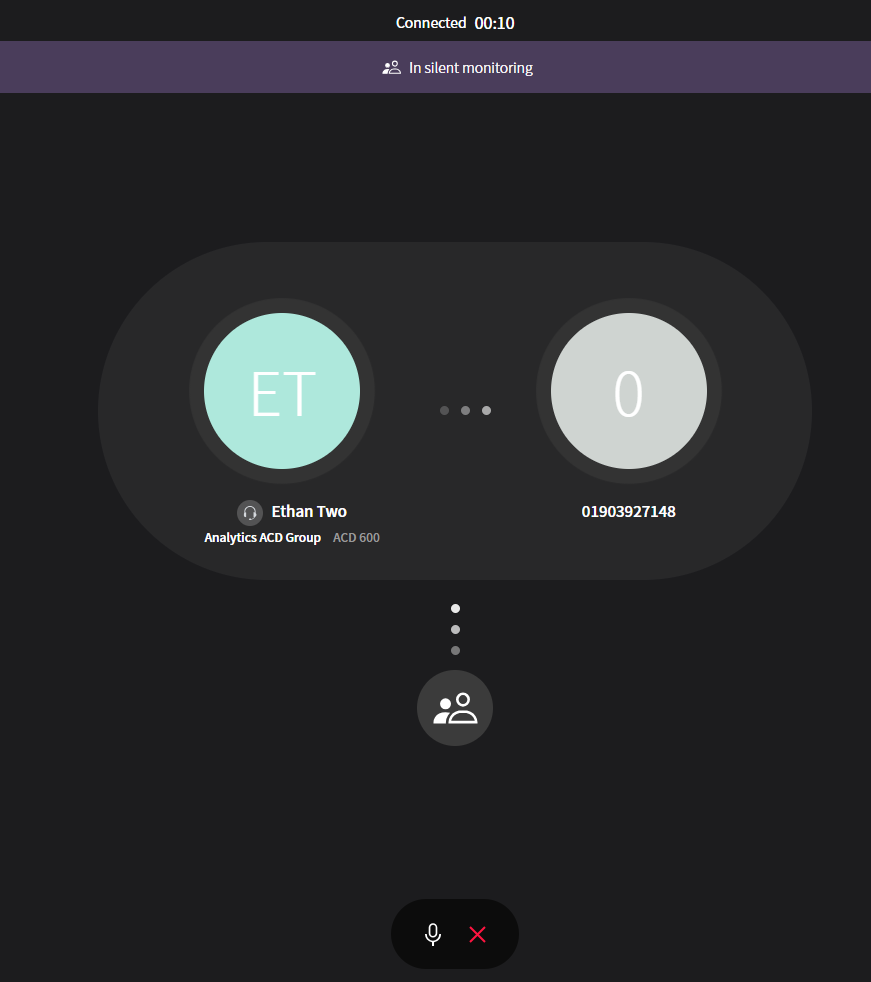 Connected 00:10
In silent monitoring
ET
0
Ethan Two
01903927148
Analytics ACD Group ACD 600